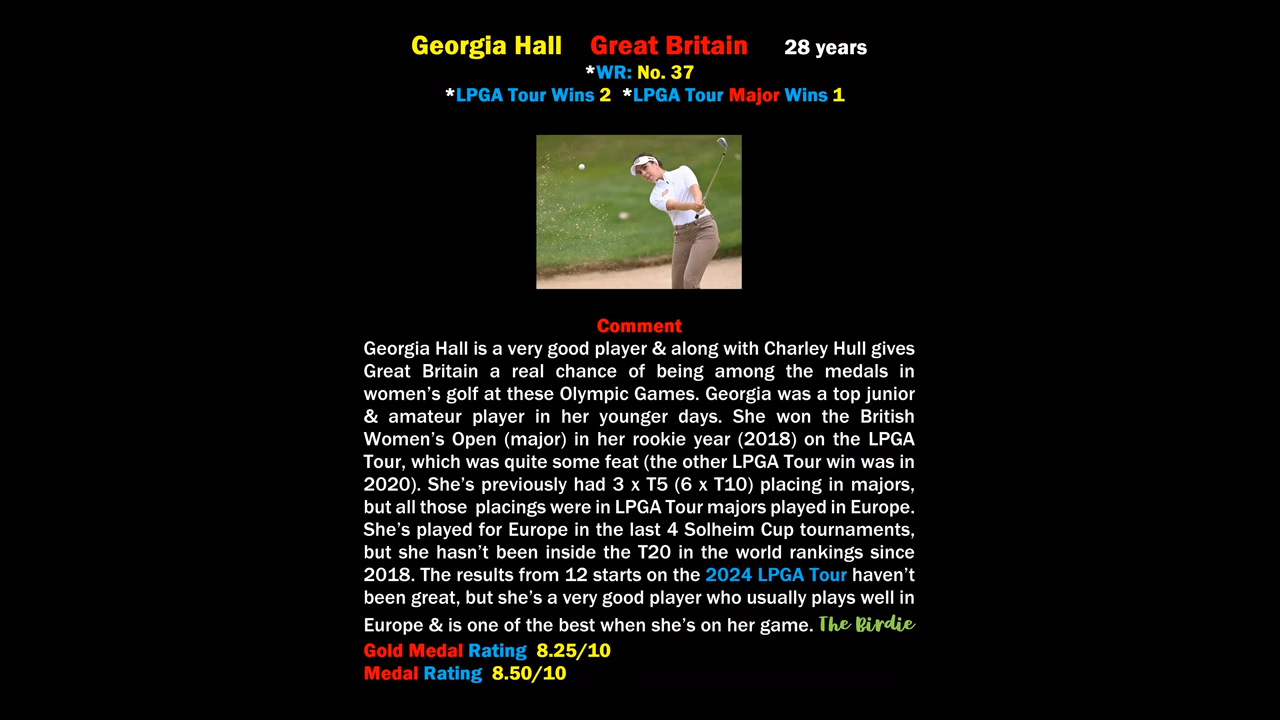 Georgia Hall Great Britain 28 years
*WR: No. 37
*LPGA Tour Wins 2 *LPGA Tour Major Wins 1
Comment
Georgia Hall is a very good player & along with Charley Hull gives
Great Britain a real chance of being among the medals in
women's golf at these Olympic Games. Georgia was a top junior
& amateur player in her younger days. She won the British
Women's Open (major) in her rookie year (2018) on the LPGA
Tour, which was quite some feat (the other LPGA Tour win was in
2020). She's previously had 3 x T5 (6 x T10) placing in majors,
but all those placings were in LPGA Tour majors played in Europe.
She's played for Europe in the last 4 Solheim Cup tournaments,
but she hasn't been inside the T20 in the world rankings since
2018. The results from 12 starts on the 2024 LPGA Tour haven't
been great, but she's a very good player who usually plays well in
Europe & is one of the best when she's on her game. The Birdie
Gold Medal Rating 8.25/10
Medal Rating 8.50/10